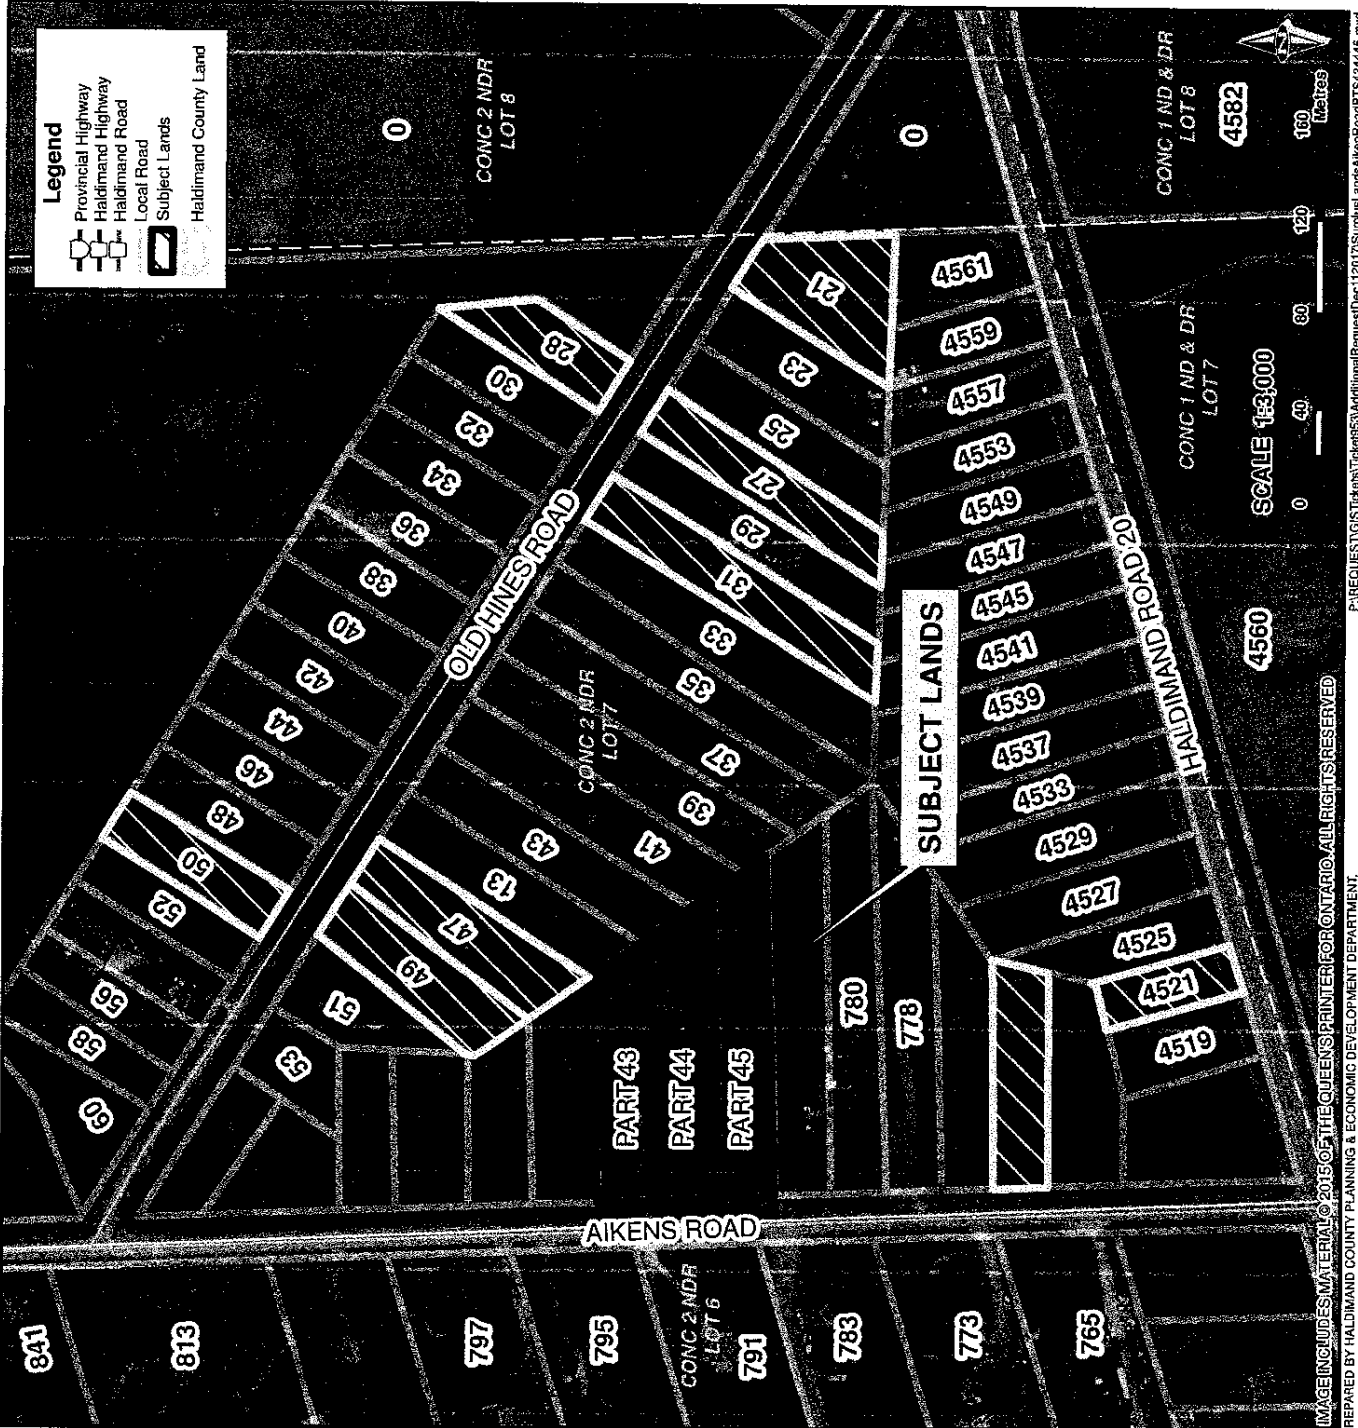 Legend
Provincial Highway
Haldimand Highway
Haldimand Road
Local Road
Subject Lands
Haldimand County Land
0
CONC 2 NDR
LOT 8
0
CONC 1 ND & DR
LOT 8
4582
28
30
32
34
36
38
40
42
44
46
48
50
52
56
58
60
OLD HINES ROAD
21
23
25
27
29
31
33
35
37
39
41
43
13
47
49
51
53
CONC 2 NDR
LOT 7
4561
4559
4557
4553
4549
4547
4545
4541
4539
4537
4533
4529
4527
4525
4521
4519
HALDIMAND ROAD 20
CONC 1 ND & DR
LOT 7
4560
SUBJECT LANDS
780
778
PART 43
PART 44
PART 45
AIKENS ROAD
841
813
797
795
CONC 2 NDR
LOT 6
791
783
773
765
SCALE 1:3,000
0 40 80 120 160
Metres
N
IMAGE INCLUDES MATERIAL © 2015 OF THE QUEEN'S PRINTER FOR ONTARIO. ALL RIGHTS RESERVED
EPARED BY HALDIMAND COUNTY PLANNING & ECONOMIC DEVELOPMENT DEPARTMENT,